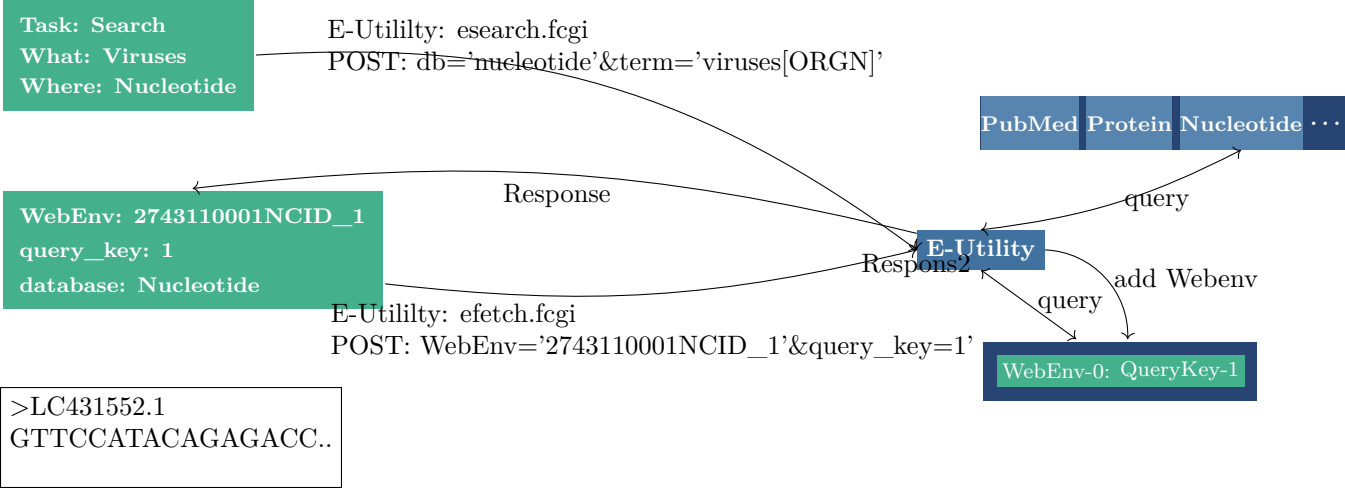 Task: Search
What: Viruses
Where: Nucleotide
E-Utililty: esearch.fcgi
POST: db='nucleotide'&term='viruses[ORGN]'
PubMed Protein Nucleotide ···
query
Response
WebEnv: 2743110001NCID_1
query_key: 1
database: Nucleotide
E-Utility
Respons2
add Webenv
query
E-Utililty: efetch.fcgi
POST: WebEnv='2743110001NCID_1'&query_key=1'
WebEnv-0: QueryKey-1
>LC431552.1
GTTCCATACAGAGACC..